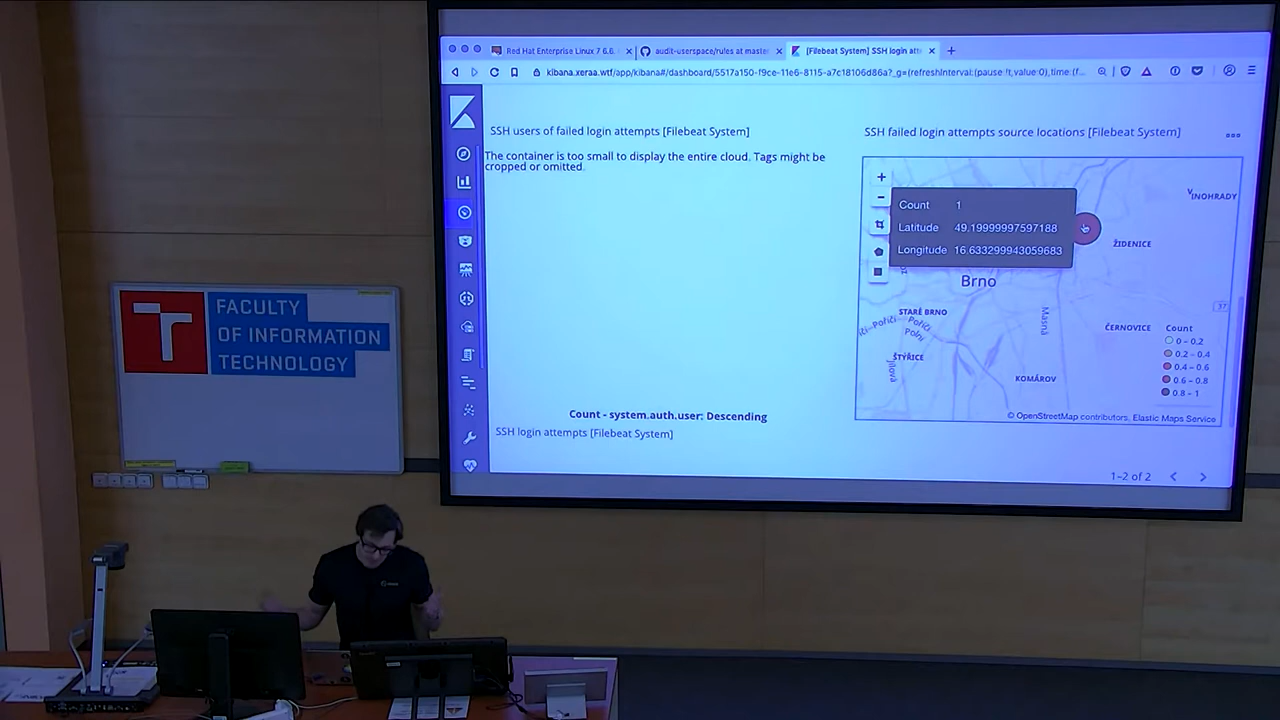 Red Hat Enterprise Linux 7 6.6.
audit-userspace/rules at maste
[Filebeat System] SSH login att
kibana.xeraa.wtf/app/kibana#/dashboard/5517a150-f9ce-11e6-8115-a7c18106d86a?_g=(refreshInterval:(pause:!t,value:0),time:(f...
SSH users of failed login attempts [Filebeat System]
The container is too small to display the entire cloud. Tags might be
cropped or omitted.
Count - system.auth.user: Descending
SSH login attempts [Filebeat System]
SSH failed login attempts source locations [Filebeat System]
Count 1
Latitude 49.19999997597188
Longitude 16.633299943059683
VINOHRADY
ŽIDENICE
Brno
STARÉ BRNO
Poříčí
Polní
Masná
ŠTÝŘICE
Jílová
ČERNOVICE
KOMÁROV
37
Count
0 – 0.2
0.2 – 0.4
0.4 – 0.6
0.6 – 0.8
0.8 – 1
© OpenStreetMap contributors, Elastic Maps Service
1–2 of 2
FACULTY
OF INFORMATION
TECHNOLOGY